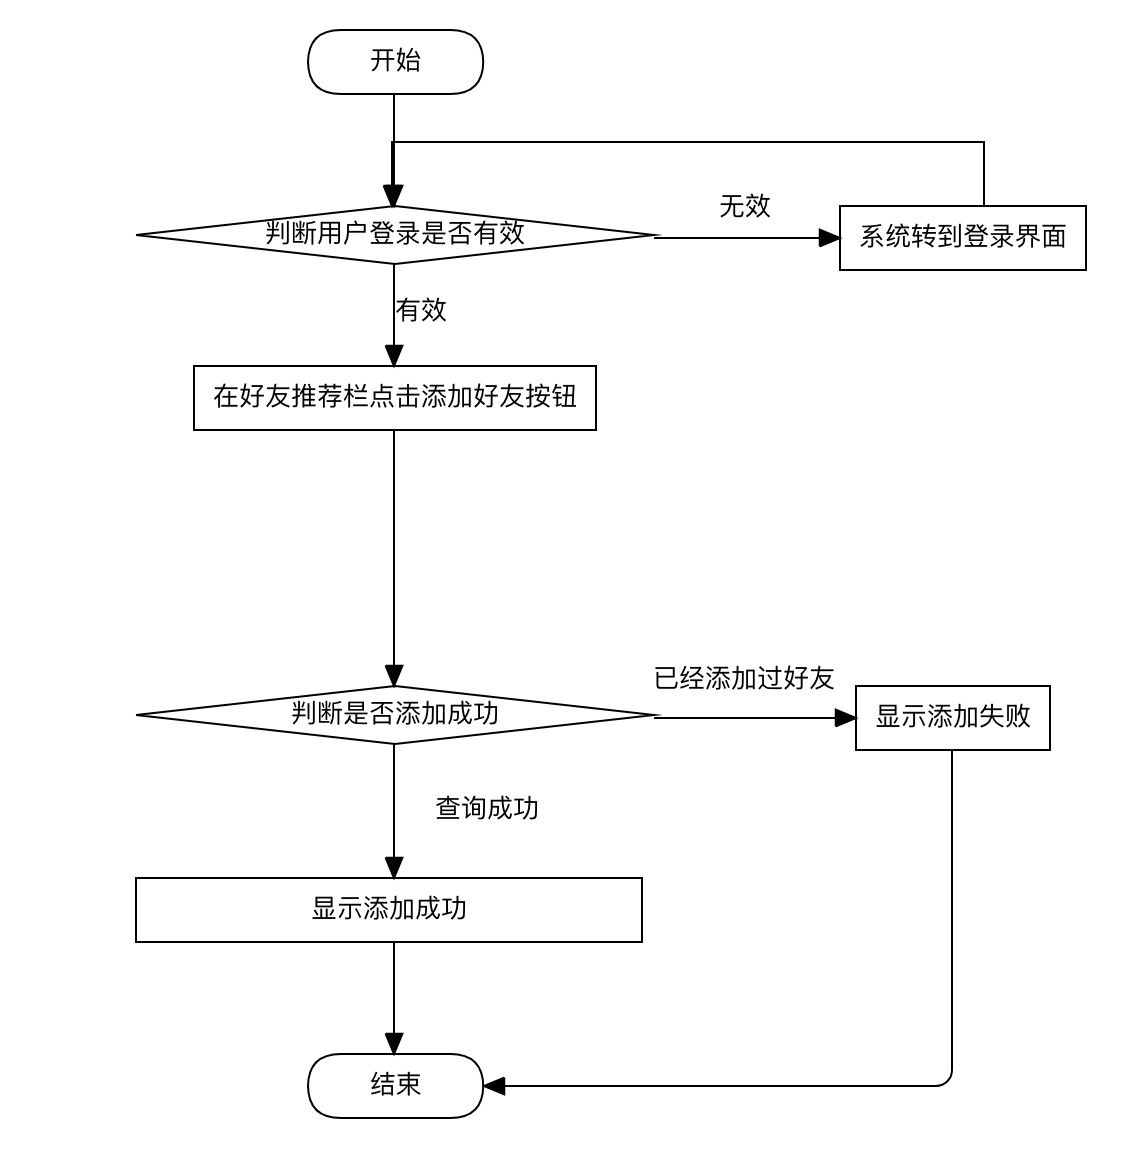 开始
无效
判断用户登录是否有效
系统转到登录界面
有效
在好友推荐栏点击添加好友按钮
已经添加过好友
判断是否添加成功
显示添加失败
查询成功
显示添加成功
结束